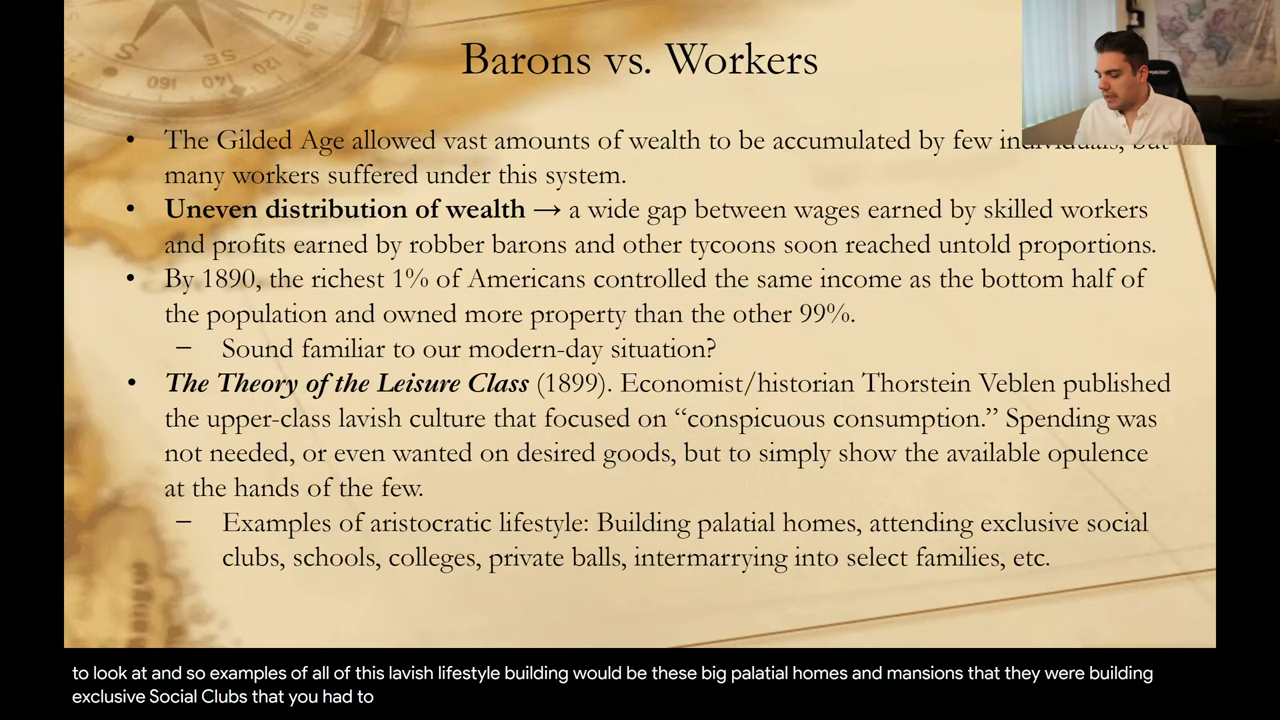 Barons vs. Workers
• The Gilded Age allowed vast amounts of wealth to be accumulated by few individuals, but
many workers suffered under this system.
• Uneven distribution of wealth → a wide gap between wages earned by skilled workers
and profits earned by robber barons and other tycoons soon reached untold proportions.
• By 1890, the richest 1% of Americans controlled the same income as the bottom half of
the population and owned more property than the other 99%.
– Sound familiar to our modern-day situation?
• The Theory of the Leisure Class (1899). Economist/historian Thorstein Veblen published
the upper-class lavish culture that focused on “conspicuous consumption.” Spending was
not needed, or even wanted on desired goods, but to simply show the available opulence
at the hands of the few.
– Examples of aristocratic lifestyle: Building palatial homes, attending exclusive social
clubs, schools, colleges, private balls, intermarrying into select families, etc.
to look at and so examples of all of this lavish lifestyle building would be these big palatial homes and mansions that they were building
exclusive Social Clubs that you had to